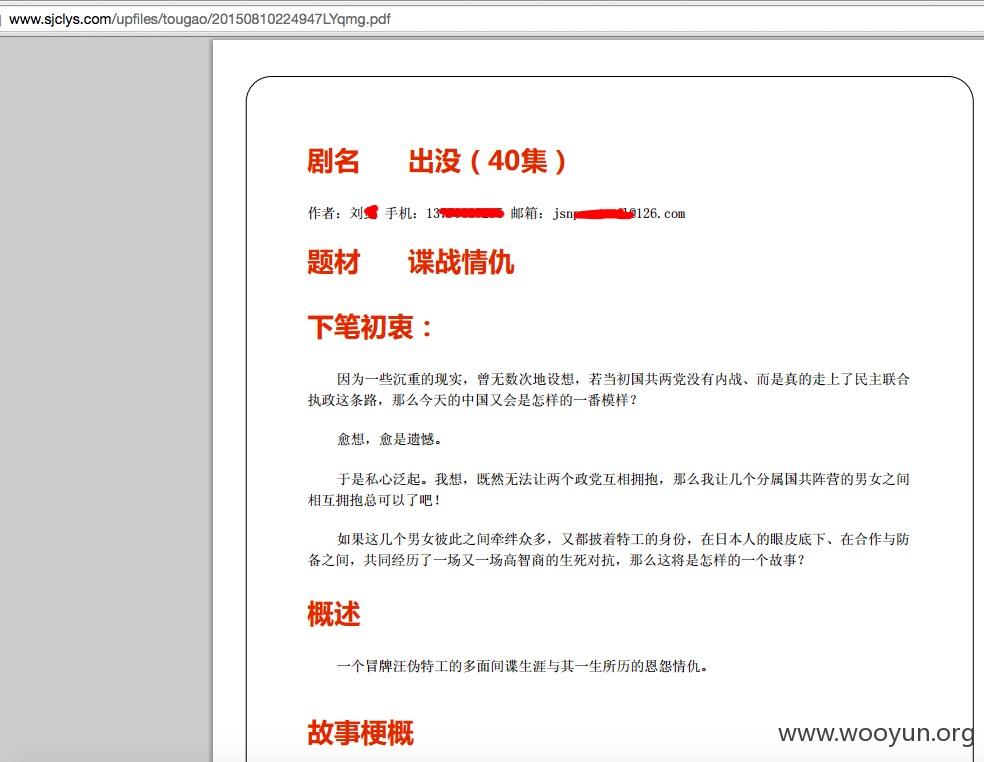 www.sjclys.com/upfiles/tougao/20150810224947LYqmg.pdf
剧名 出没（40集）
作者：刘 手机：13 邮箱：jsnp @126.com
题材 谍战情仇
下笔初衷：
因为一些沉重的现实，曾无数次地设想，若当初国共两党没有内战、而是真的走上了民主联合
执政这条路，那么今天的中国又会是怎样的一番模样？
愈想，愈是遗憾。
于是私心泛起。我想，既然无法让两个政党互相拥抱，那么我让几个分属国共阵营的男女之间
相互拥抱总可以了吧！
如果这几个男女彼此之间牵绊众多，又都披着特工的身份，在日本人的眼皮底下、在合作与防
备之间，共同经历了一场又一场高智商的生死对抗，那么这将是怎样的一个故事？
概述
一个冒牌汪伪特工的多面间谍生涯与其一生所历的恩怨情仇。
故事梗概
www.wooyun.org